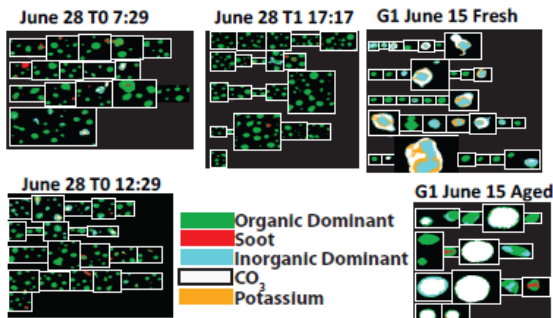 June 28 T0 7:29
June 28 T1 17:17
G1 June 15 Fresh
June 28 T0 12:29
G1 June 15 Aged
Organic Dominant
Soot
Inorganic Dominant
CO3
Potassium